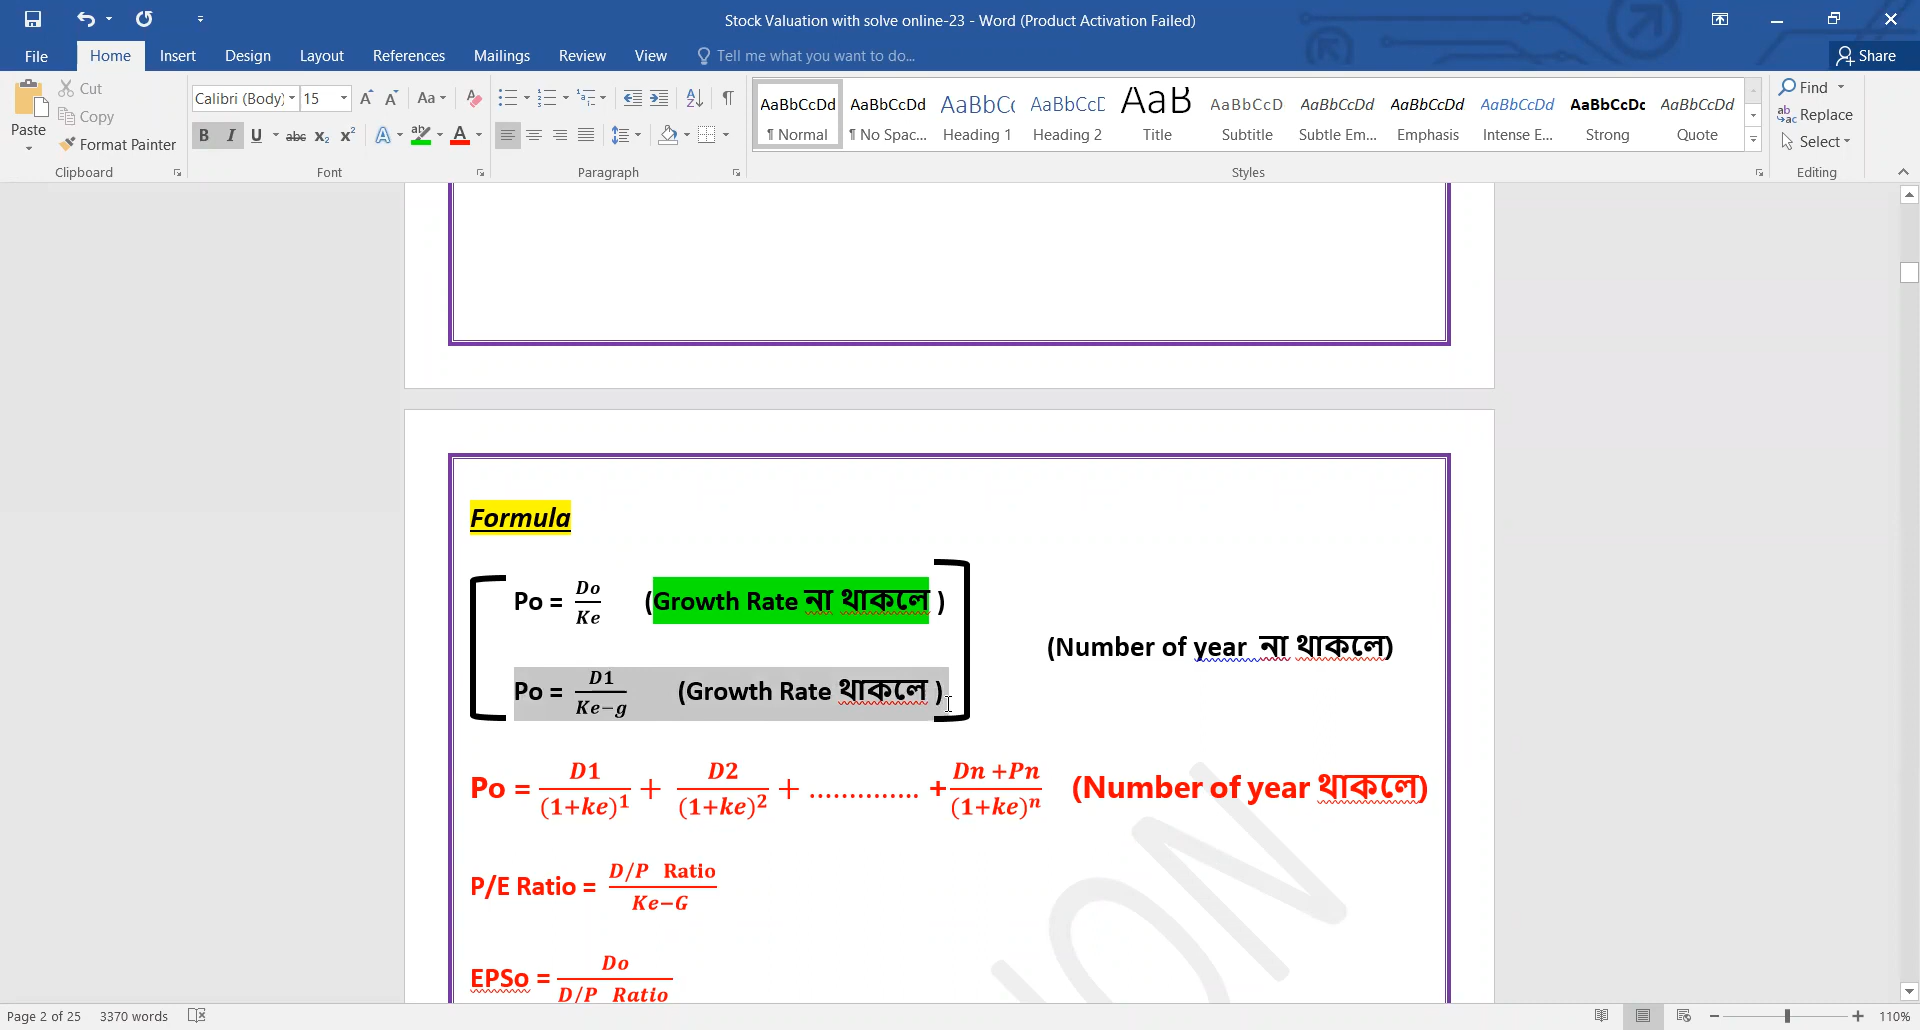 Stock Valuation with solve online-23 - Word (Product Activation Failed)
File Home Insert Design Layout References Mailings Review View Tell me what you want to do... Share
Paste
Cut
Copy
Format Painter
Clipboard
Calibri (Body) 15 Aa
B I U abc X2 X2 A ab A
Font
Paragraph
AaBbCcDd AaBbCcDd AaBbCc AaBbCcD AaB AaBbCcD AaBbCcDd AaBbCcDd AaBbCcDd AaBbCcDc AaBbCcDd
¶ Normal ¶ No Spac... Heading 1 Heading 2 Title Subtitle Subtle Em... Emphasis Intense E... Strong Quote
Styles
Find
Replace
Select
Editing
Formula
Po = Do/Ke (Growth Rate না থাকলে )
(Number of year না থাকলে)
Po = D1/Ke−g (Growth Rate থাকলে )
Po = D1/(1+ke)^1 + D2/(1+ke)^2 + .............. + Dn +Pn/(1+ke)^n (Number of year থাকলে)
P/E Ratio = D/P Ratio/Ke−G
EPSo = Do/D/P Ratio
Page 2 of 25 3370 words 110%